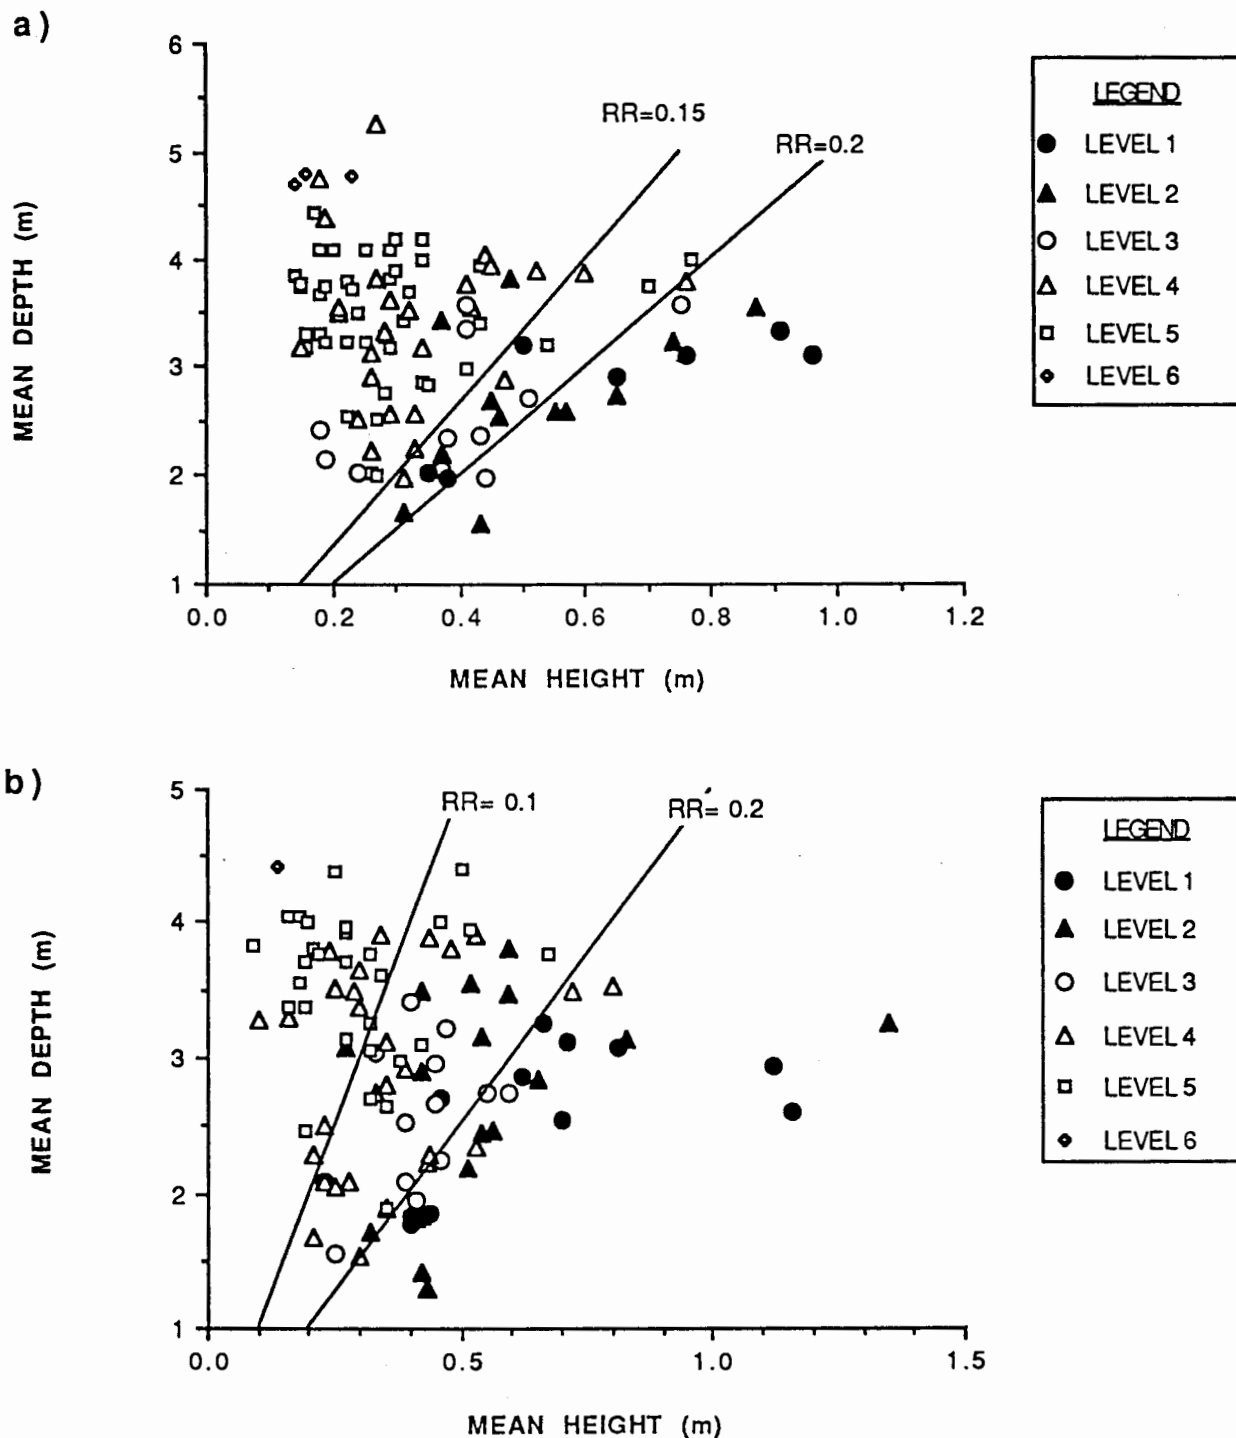 a)
6
5
4
3
2
1
MEAN DEPTH (m)
RR=0.15
RR=0.2
0.0 0.2 0.4 0.6 0.8 1.0 1.2
MEAN HEIGHT (m)
LEGEND
LEVEL 1
LEVEL 2
LEVEL 3
LEVEL 4
LEVEL 5
LEVEL 6
b)
5
4
3
2
1
MEAN DEPTH (m)
RR= 0.1
RR= 0.2
0.0 0.5 1.0 1.5
MEAN HEIGHT (m)
LEGEND
LEVEL 1
LEVEL 2
LEVEL 3
LEVEL 4
LEVEL 5
LEVEL 6